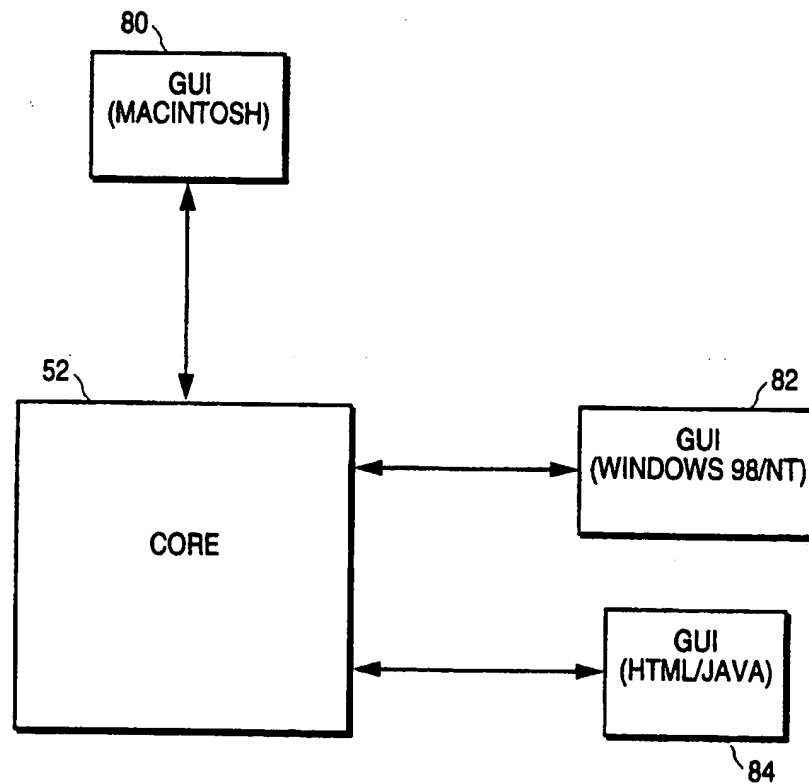 80
GUI
(MACINTOSH)
52
CORE
82
GUI
(WINDOWS 98/NT)
GUI
(HTML/JAVA)
84